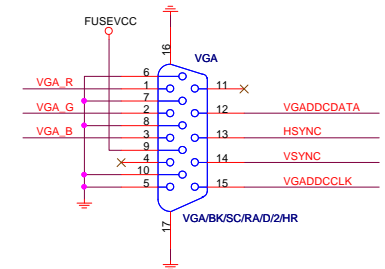 FUSEVCC
16
VGA
6
VGA_R 1 11
7
VGA_G 2 12 VGADDCDATA
8
VGA_B 3 13 HSYNC
9
4 14 VSYNC
10
5 15 VGADDCCLK
17
VGA/BK/SC/RA/D/2/HR